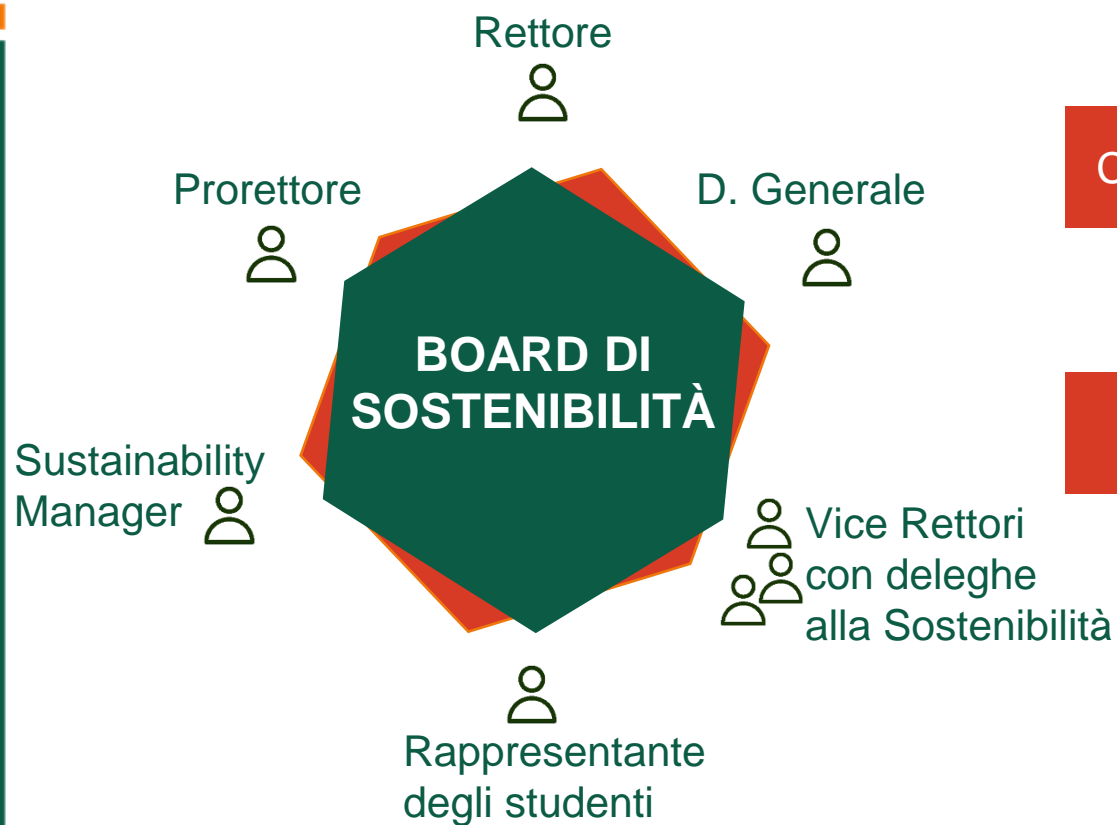 Rettore
Prorettore
D. Generale
BOARD DI
SOSTENIBILITÀ
Sustainability
Manager
Vice Rettori
con deleghe
alla Sostenibilità
Rappresentante
degli studenti